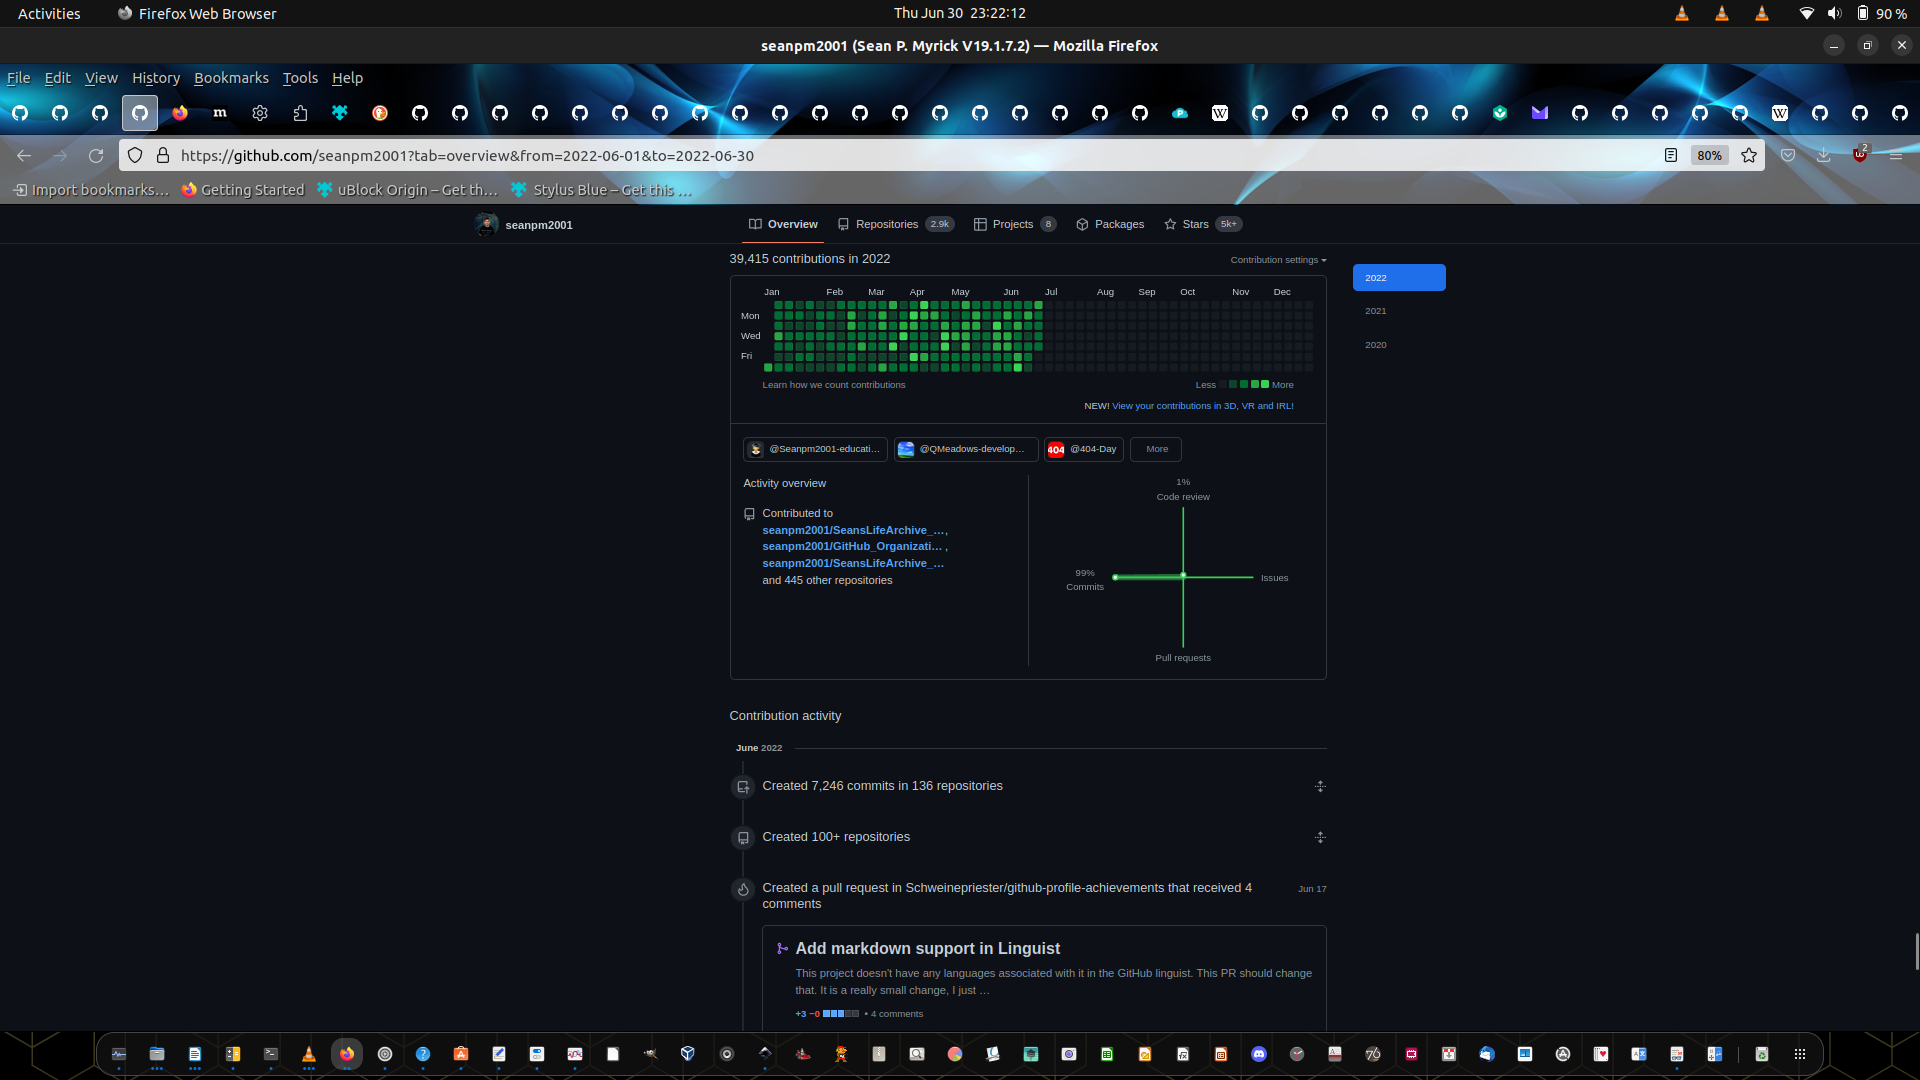 Activities
Firefox Web Browser
Thu Jun 30 23:22:12
90 %
seanpm2001 (Sean P. Myrick V19.1.7.2) — Mozilla Firefox
File Edit View History Bookmarks Tools Help
https://github.com/seanpm2001?tab=overview&from=2022-06-01&to=2022-06-30
80%
2
Import bookmarks…
Getting Started
uBlock Origin – Get th…
Stylus Blue – Get this …
seanpm2001
Overview
Repositories 2.9k
Projects 8
Packages
Stars 5k+
39,415 contributions in 2022
Contribution settings
2022
2021
2020
Jan Feb Mar Apr May Jun Jul Aug Sep Oct Nov Dec
Mon
Wed
Fri
Learn how we count contributions
Less More
NEW! View your contributions in 3D, VR and IRL!
@Seanpm2001-educati…
@QMeadows-develop…
404 @404-Day
More
Activity overview
Contributed to
seanpm2001/SeansLifeArchive_…,
seanpm2001/GitHub_Organizati… ,
seanpm2001/SeansLifeArchive_…
and 445 other repositories
1%
Code review
99%
Commits
Issues
Pull requests
Contribution activity
June 2022
Created 7,246 commits in 136 repositories
Created 100+ repositories
Created a pull request in Schweinepriester/github-profile-achievements that received 4
comments
Jun 17
Add markdown support in Linguist
This project doesn't have any languages associated with it in the GitHub linguist. This PR should change
that. It is a really small change, I just …
+3 −0 • 4 comments